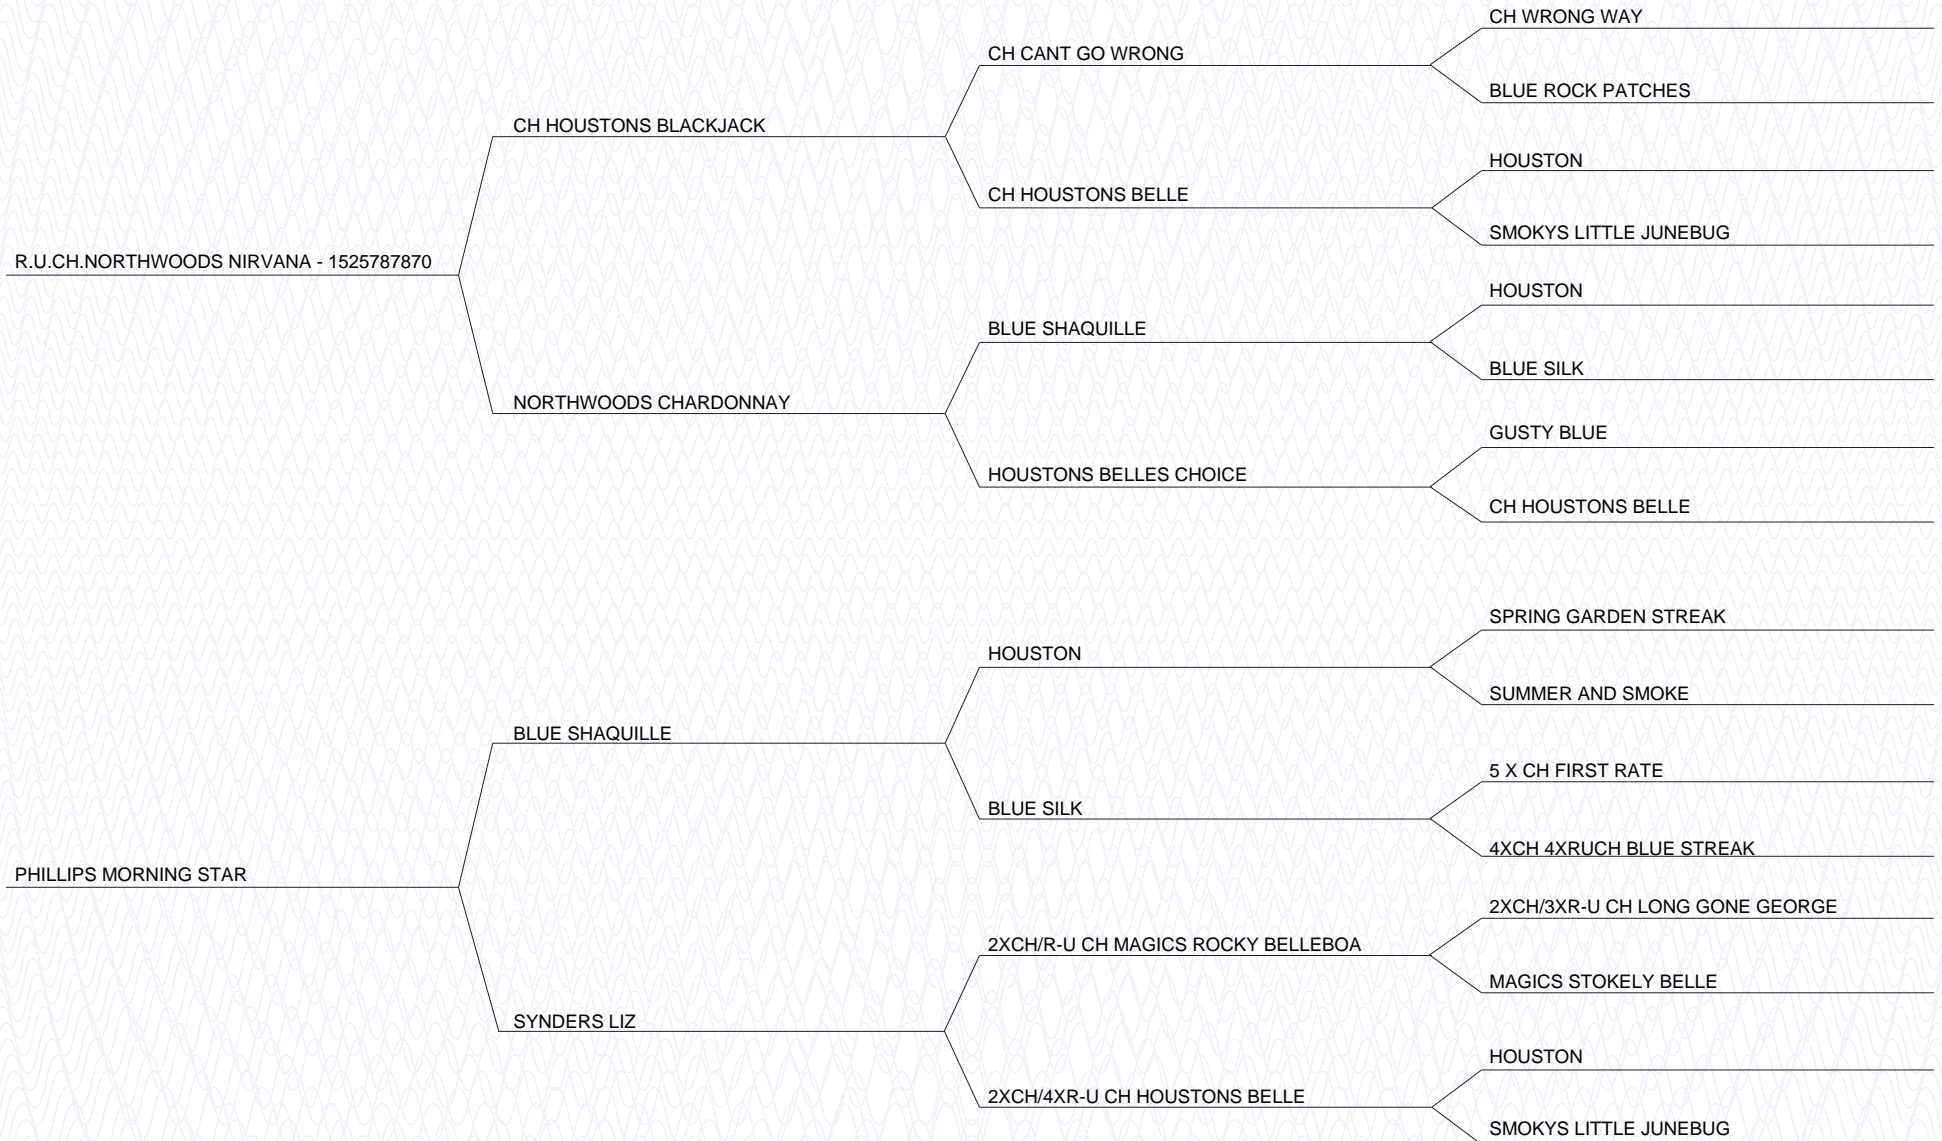 CH WRONG WAY
CH CANT GO WRONG
BLUE ROCK PATCHES
CH HOUSTONS BLACKJACK
HOUSTON
CH HOUSTONS BELLE
SMOKYS LITTLE JUNEBUG
R.U.CH.NORTHWOODS NIRVANA - 1525787870
HOUSTON
BLUE SHAQUILLE
BLUE SILK
NORTHWOODS CHARDONNAY
GUSTY BLUE
HOUSTONS BELLES CHOICE
CH HOUSTONS BELLE
SPRING GARDEN STREAK
HOUSTON
SUMMER AND SMOKE
BLUE SHAQUILLE
5 X CH FIRST RATE
BLUE SILK
4XCH 4XRUCH BLUE STREAK
PHILLIPS MORNING STAR
2XCH/3XR-U CH LONG GONE GEORGE
2XCH/R-U CH MAGICS ROCKY BELLEBOA
MAGICS STOKELY BELLE
SYNDERS LIZ
HOUSTON
2XCH/4XR-U CH HOUSTONS BELLE
SMOKYS LITTLE JUNEBUG